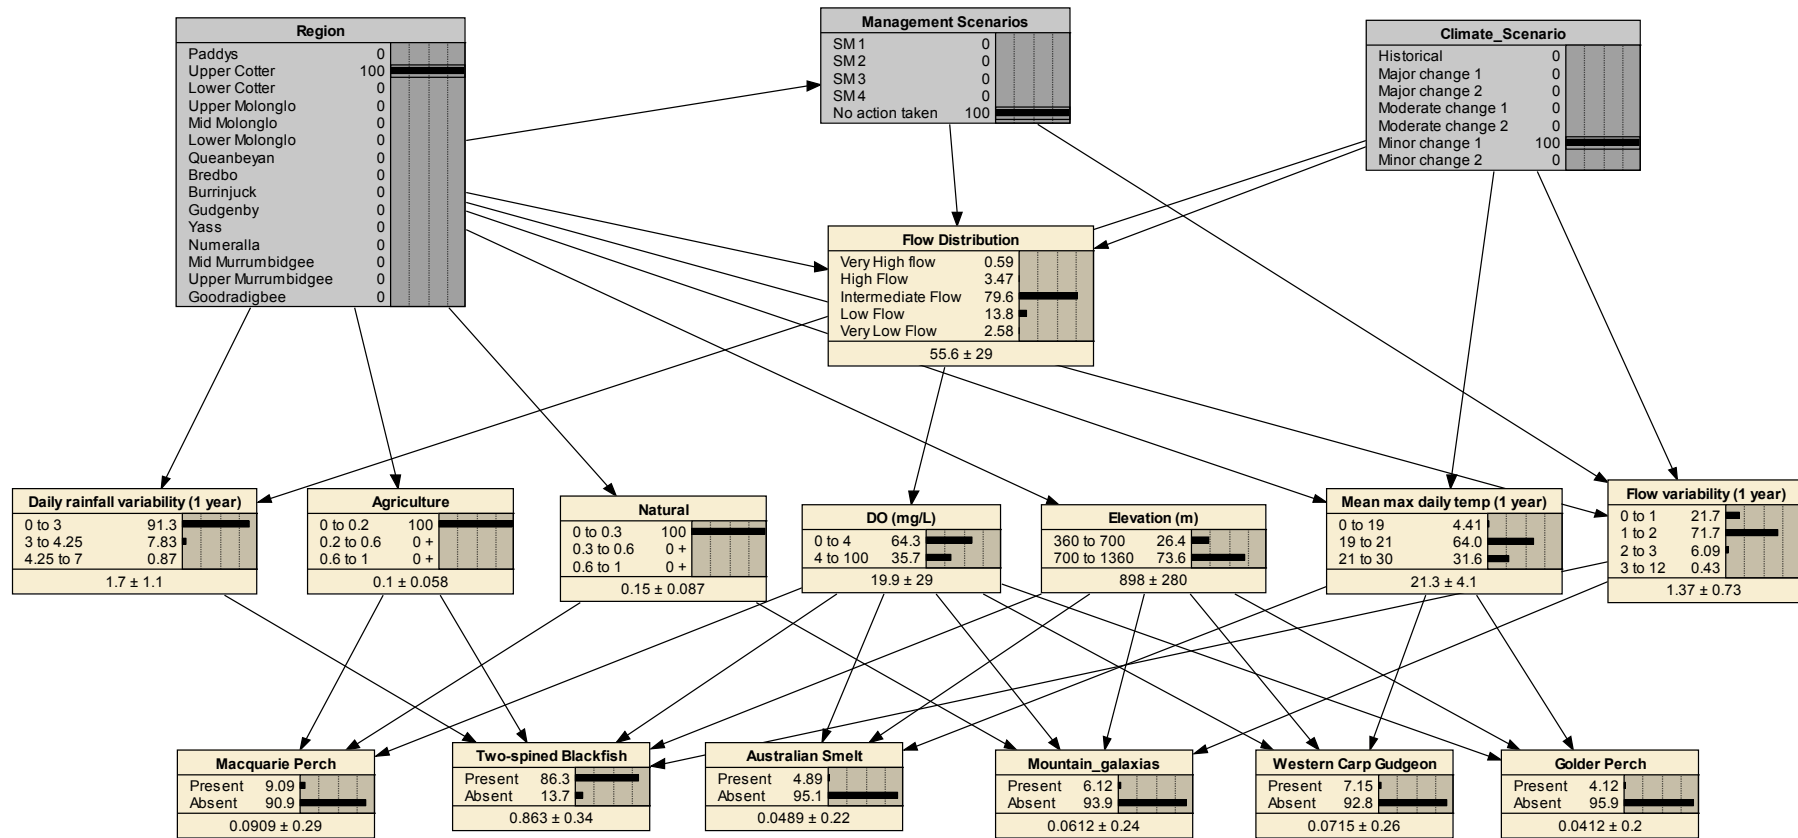 Region
Paddys 0
Upper Cotter 100
Lower Cotter 0
Upper Molonglo 0
Mid Molonglo 0
Lower Molonglo 0
Queanbeyan 0
Bredbo 0
Burrinjuck 0
Gudgenby 0
Yass 0
Numeralla 0
Mid Murrumbidgee 0
Upper Murrumbidgee 0
Goodradigbee 0
Management Scenarios
SM1 0
SM2 0
SM3 0
SM4 0
No action taken 100
Climate_Scenario
Historical 0
Major change 1 0
Major change 2 0
Moderate change 1 0
Moderate change 2 0
Minor change 1 100
Minor change 2 0
Flow Distribution
Very High flow 0.59
High Flow 3.47
Intermediate Flow 79.6
Low Flow 13.8
Very Low Flow 2.58
55.6 ± 29
Daily rainfall variability (1 year)
0 to 3 91.3
3 to 4.25 7.83
4.25 to 7 0.87
1.7 ± 1.1
Agriculture
0 to 0.2 100
0.2 to 0.6 0 +
0.6 to 1 0 +
0.1 ± 0.058
Natural
0 to 0.3 100
0.3 to 0.6 0 +
0.6 to 1 0 +
0.15 ± 0.087
DO (mg/L)
0 to 4 64.3
4 to 100 35.7
19.9 ± 29
Elevation (m)
360 to 700 26.4
700 to 1360 73.6
898 ± 280
Mean max daily temp (1 year)
0 to 19 4.41
19 to 21 64.0
21 to 30 31.6
21.3 ± 4.1
Flow variability (1 year)
0 to 1 21.7
1 to 2 71.7
2 to 3 6.09
3 to 12 0.43
1.37 ± 0.73
Macquarie Perch
Present 9.09
Absent 90.9
0.0909 ± 0.29
Two-spined Blackfish
Present 86.3
Absent 13.7
0.863 ± 0.34
Australian Smelt
Present 4.89
Absent 95.1
0.0489 ± 0.22
Mountain_galaxias
Present 6.12
Absent 93.9
0.0612 ± 0.24
Western Carp Gudgeon
Present 7.15
Absent 92.8
0.0715 ± 0.26
Golder Perch
Present 4.12
Absent 95.9
0.0412 ± 0.2